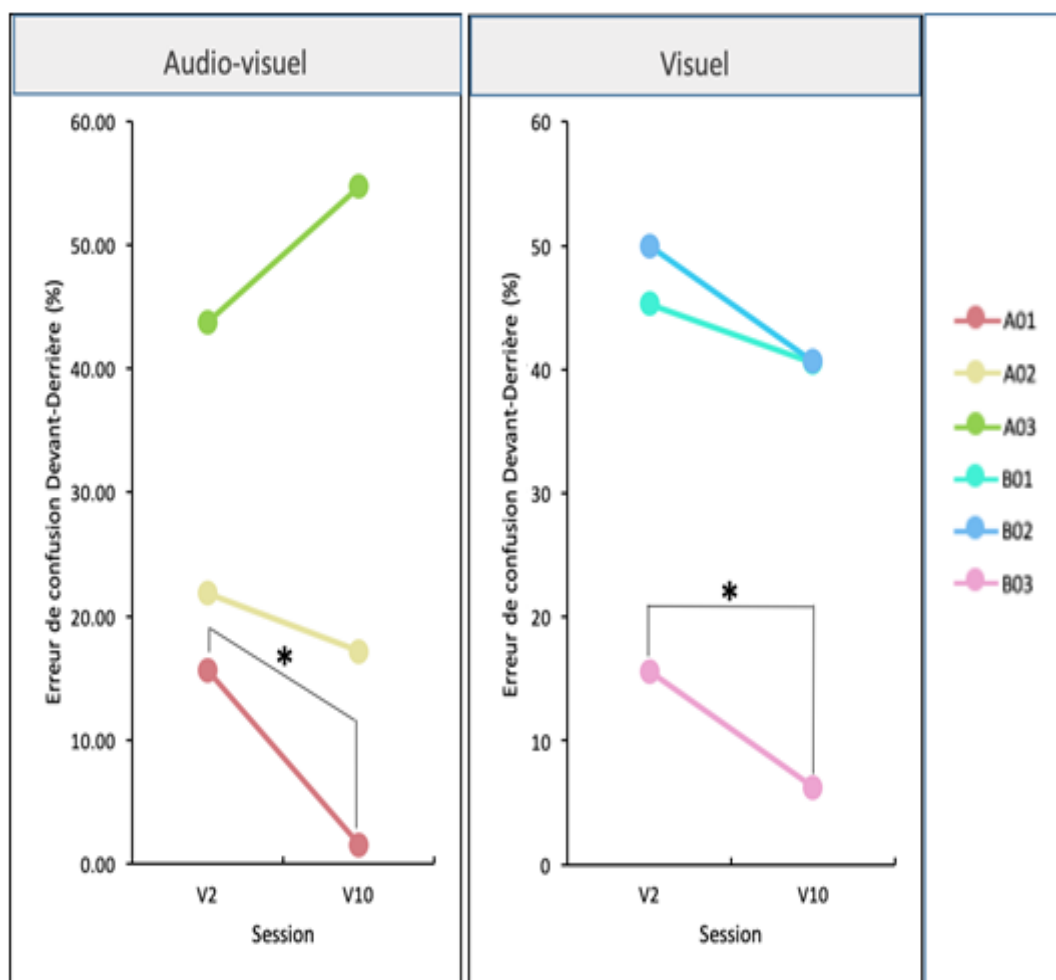 Audio-visuel
Erreur de confusion Devant-Derrière (%)
60.00
50.00
40.00
30.00
20.00
10.00
0.00
*
V2 V10
Session
Visuel
Erreur de confusion Devant-Derrière (%)
60
50
40
30
20
10
0
*
V2 V10
Session
A01
A02
A03
B01
B02
B03